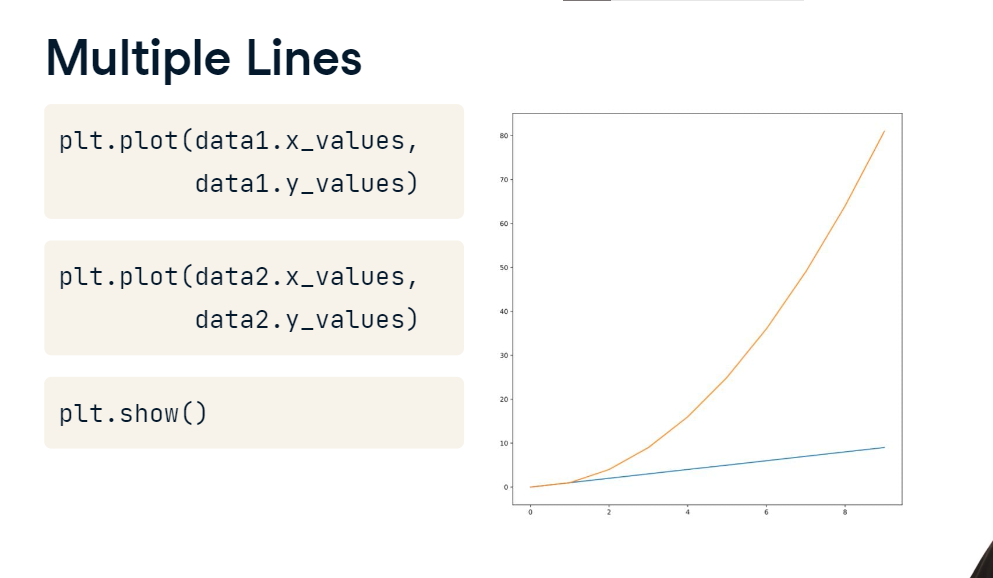 Multiple Lines
plt.plot(data1.x_values,
data1.y_values)
plt.plot(data2.x_values,
data2.y_values)
plt.show()
80
70
60
50
40
30
20
10
0
0 2 4 6 8